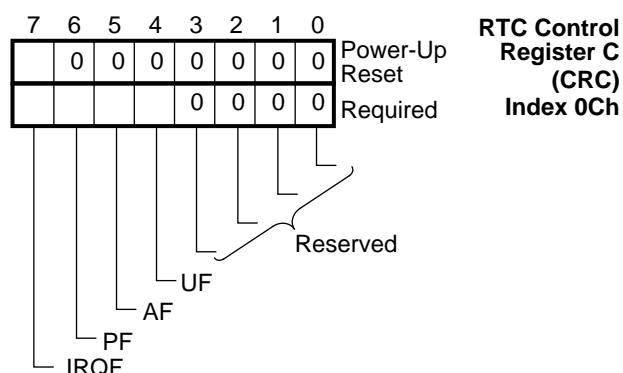 7 6 5 4 3 2 1 0
RTC Control
Register C
(CRC)
Index 0Ch
0 0 0 0 0 0 0
Power-Up
Reset
0 0 0 0
Required
Reserved
UF
AF
PF
IRQF